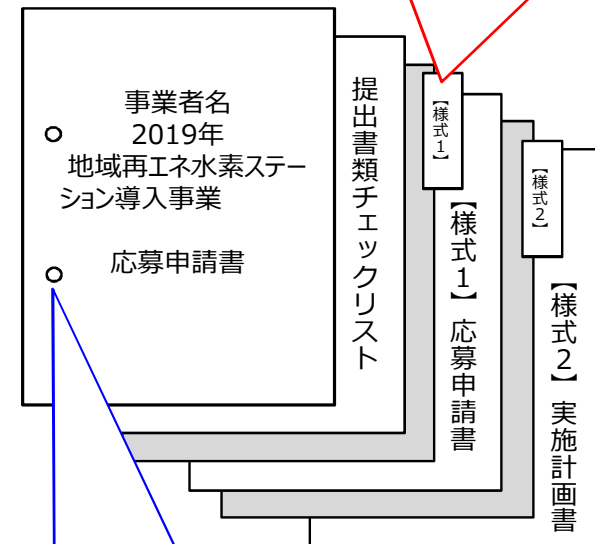 事業者名
2019年
地域再エネ水素ステー
ション導入事業
応募申請書
提出書類チェックリスト
【様式1】
【様式1】 応募申請書
【様式2】
【様式2】 実施計画書